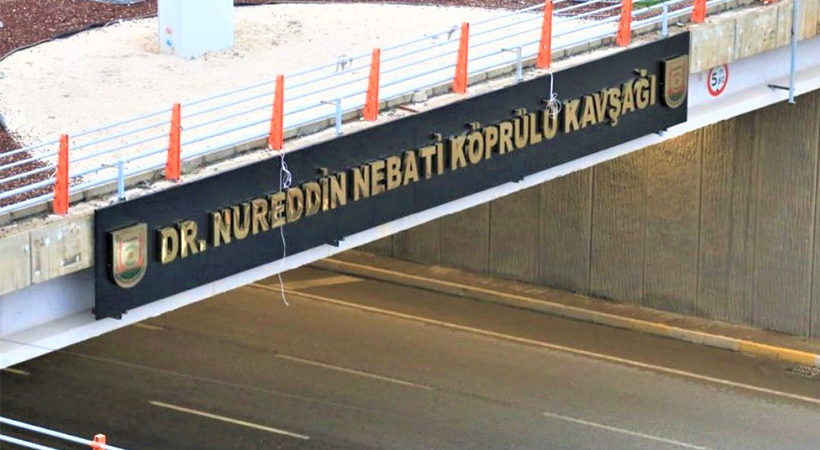 DR. NUREDDİN NEBATİ KÖPRÜLÜ KAVŞAĞI